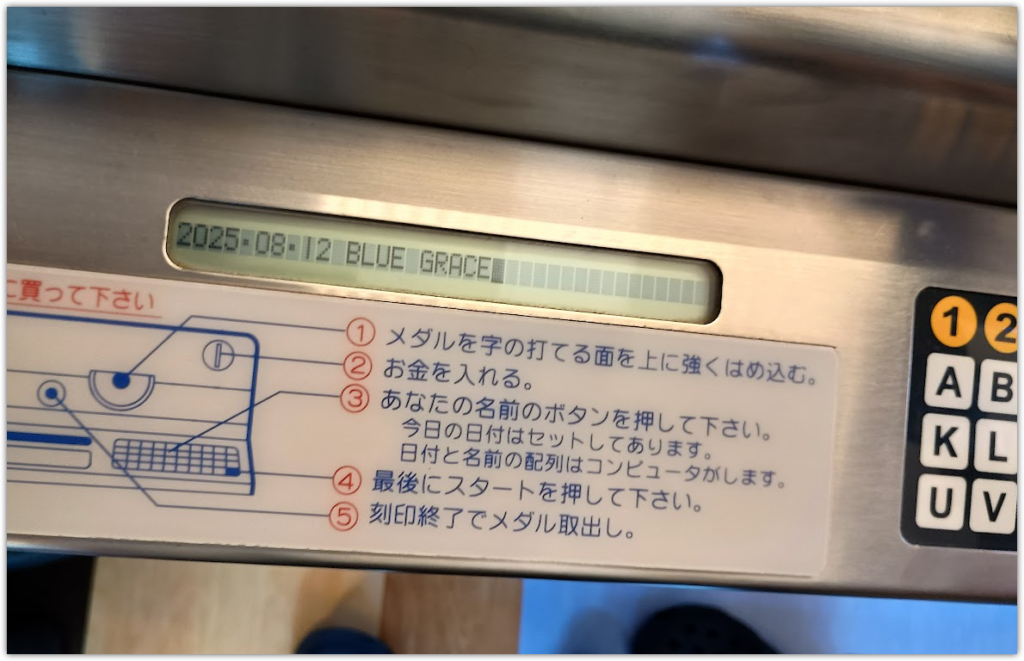 2025·08·12 BLUE GRACE
に買って下さい
① メダルを字の打てる面を上に強くはめ込む。
② お金を入れる。
③ あなたの名前のボタンを押して下さい。
今日の日付はセットしてあります。
日付と名前の配列はコンピュータがします。
④ 最後にスタートを押して下さい。
⑤ 刻印終了でメダル取出し。
1 2
A B
K L
U V